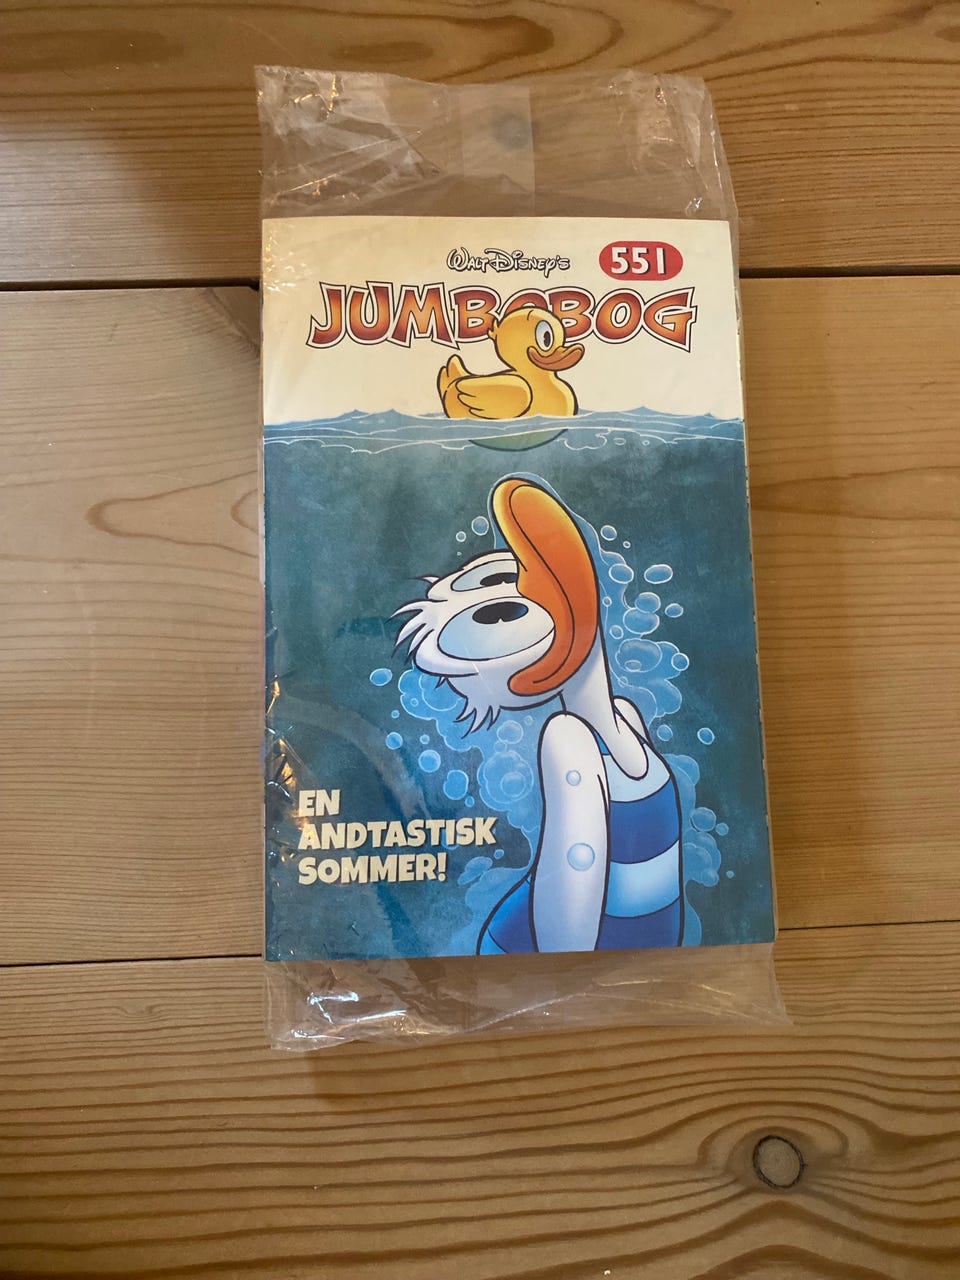 Walt Disney's 551
JUMBOBOG
EN
ANDTASTISK
SOMMER!